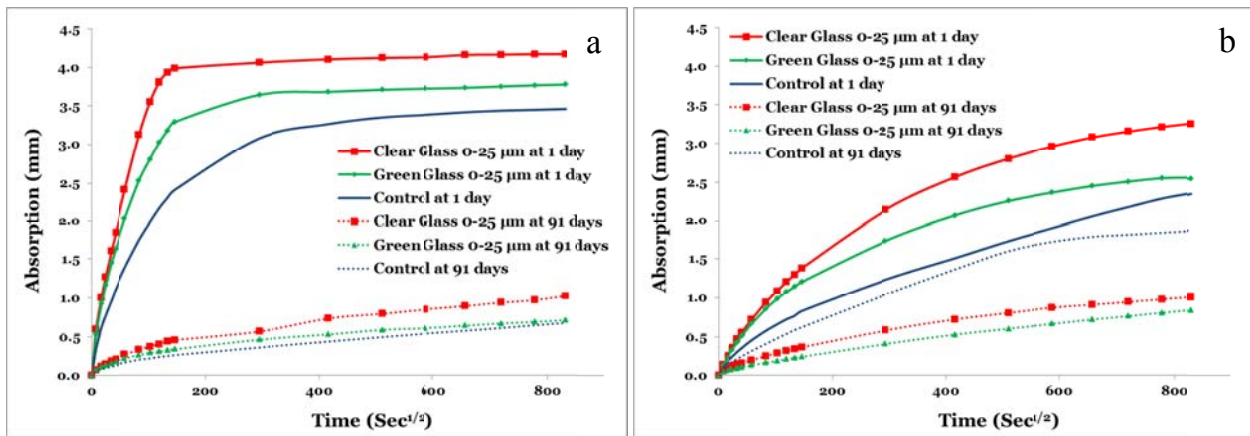 a
4.5
4.0
3.5
3.0
2.5
2.0
1.5
1.0
0.5
0.0
Absorption (mm)
Clear Glass 0-25 µm at 1 day
Green Glass 0-25 µm at 1 day
Control at 1 day
Clear Glass 0-25 µm at 91 days
Green Glass 0-25 µm at 91 days
Control at 91 days
0 200 400 600 800
Time (Sec1/2)
b
4.5
4.0
3.5
3.0
2.5
2.0
1.5
1.0
0.5
0.0
Absorption (mm)
Clear Glass 0-25 µm at 1 day
Green Glass 0-25 µm at 1 day
Control at 1 day
Clear Glass 0-25 µm at 91 days
Green Glass 0-25 µm at 91 days
Control at 91 days
0 200 400 600 800
Time (Sec1/2)